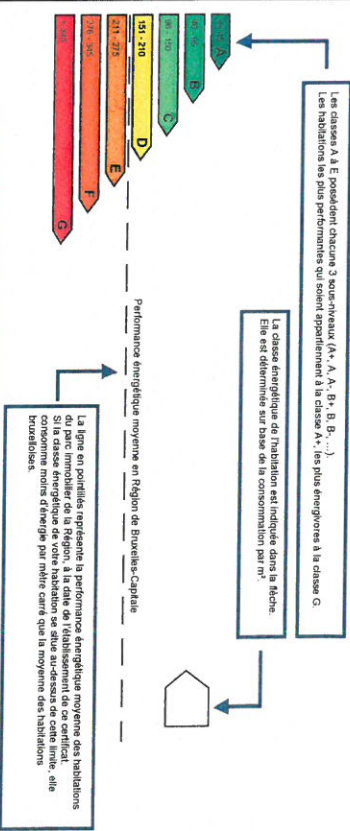 Les classes A à E possèdent chacune 3 sous-niveaux (A+, A, A-, B+, B, B-, ...).
Les habitations les plus performantes qui soient appartiennent à la classe A+, les plus énergivores à la classe G.
La classe énergétique de l'habitation est indiquée dans la flèche.
Elle est déterminée sur base de la consommation par m².
A
B
C
151 - 210 D
211 - 275 E
276 - 345 F
G
Performance énergétique moyenne en Région de Bruxelles-Capitale
La ligne en pointillés représente la performance énergétique moyenne des habitations
du parc immobilier de la Région, à la date de l'établissement de ce certificat.
Si la classe énergétique de votre habitation se situe au-dessus de cette limite, elle
consomme moins d'énergie par mètre carré que la moyenne des habitations
bruxelloises.